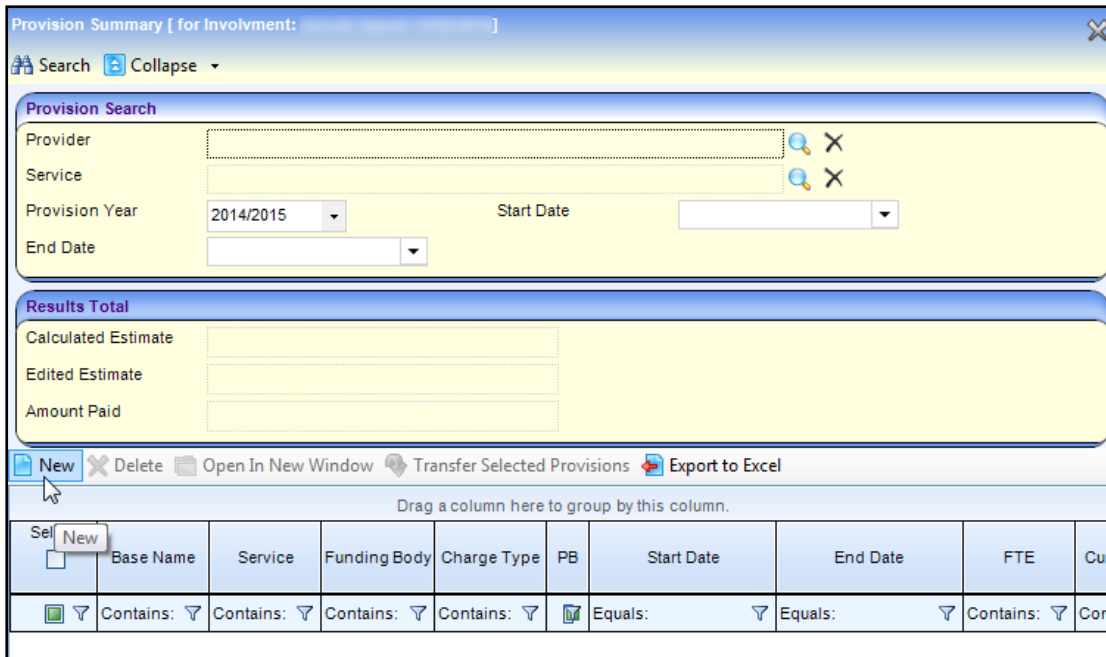 Provision Summary [ for Involvment: ]
Search Collapse
Provision Search
Provider
Service
Provision Year 2014/2015 Start Date
End Date
Results Total
Calculated Estimate
Edited Estimate
Amount Paid
New Delete Open In New Window Transfer Selected Provisions Export to Excel
Drag a column here to group by this column.
New
Base Name Service Funding Body Charge Type PB Start Date End Date FTE
Contains: Contains: Contains: Contains: Equals: Equals: Contains: